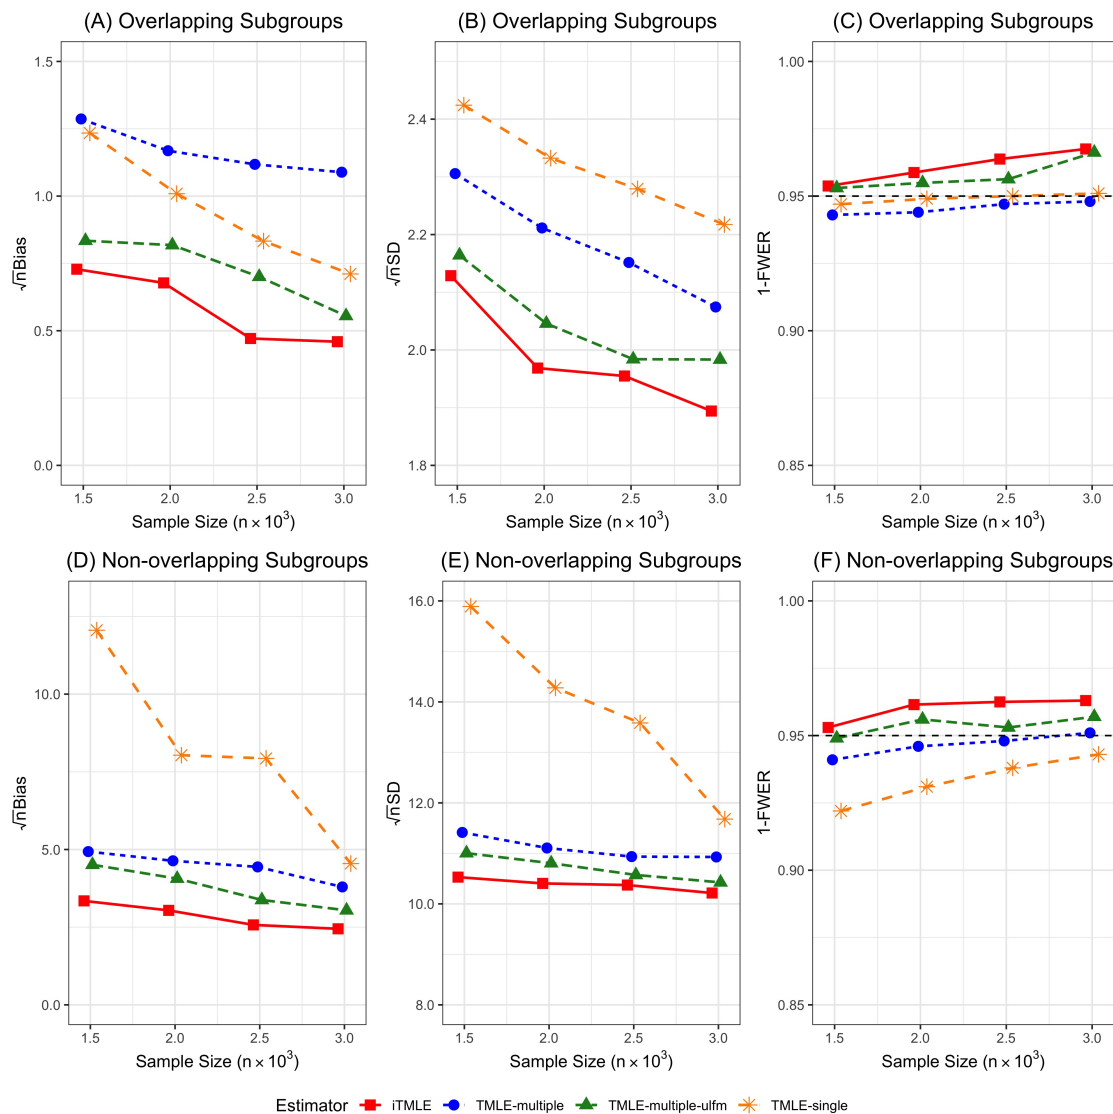 (A) Overlapping Subgroups
√nBias
1.5
1.0
0.5
0.0
1.5 2.0 2.5 3.0
Sample Size (n × 10³)
(B) Overlapping Subgroups
√nSD
2.4
2.2
2.0
1.8
1.5 2.0 2.5 3.0
Sample Size (n × 10³)
(C) Overlapping Subgroups
1-FWER
1.00
0.95
0.90
0.85
1.5 2.0 2.5 3.0
Sample Size (n × 10³)
(D) Non-overlapping Subgroups
√nBias
10.0
5.0
0.0
1.5 2.0 2.5 3.0
Sample Size (n × 10³)
(E) Non-overlapping Subgroups
√nSD
16.0
14.0
12.0
10.0
8.0
1.5 2.0 2.5 3.0
Sample Size (n × 10³)
(F) Non-overlapping Subgroups
1-FWER
1.00
0.95
0.90
0.85
1.5 2.0 2.5 3.0
Sample Size (n × 10³)
Estimator iTMLE TMLE-multiple TMLE-multiple-ulfm TMLE-single